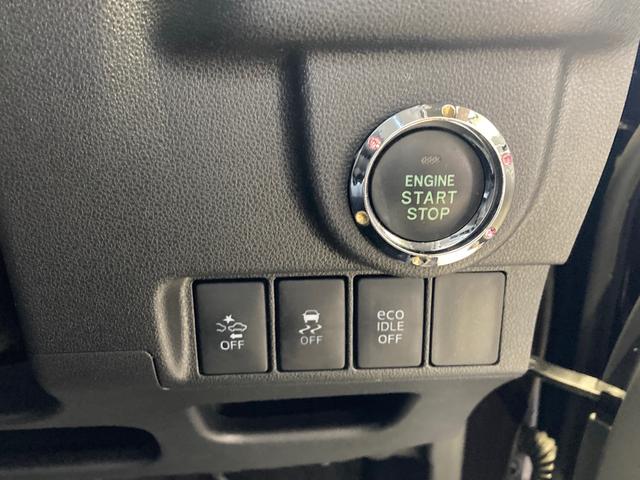 ENGINE
START
STOP
OFF
OFF
eco
IDLE
OFF